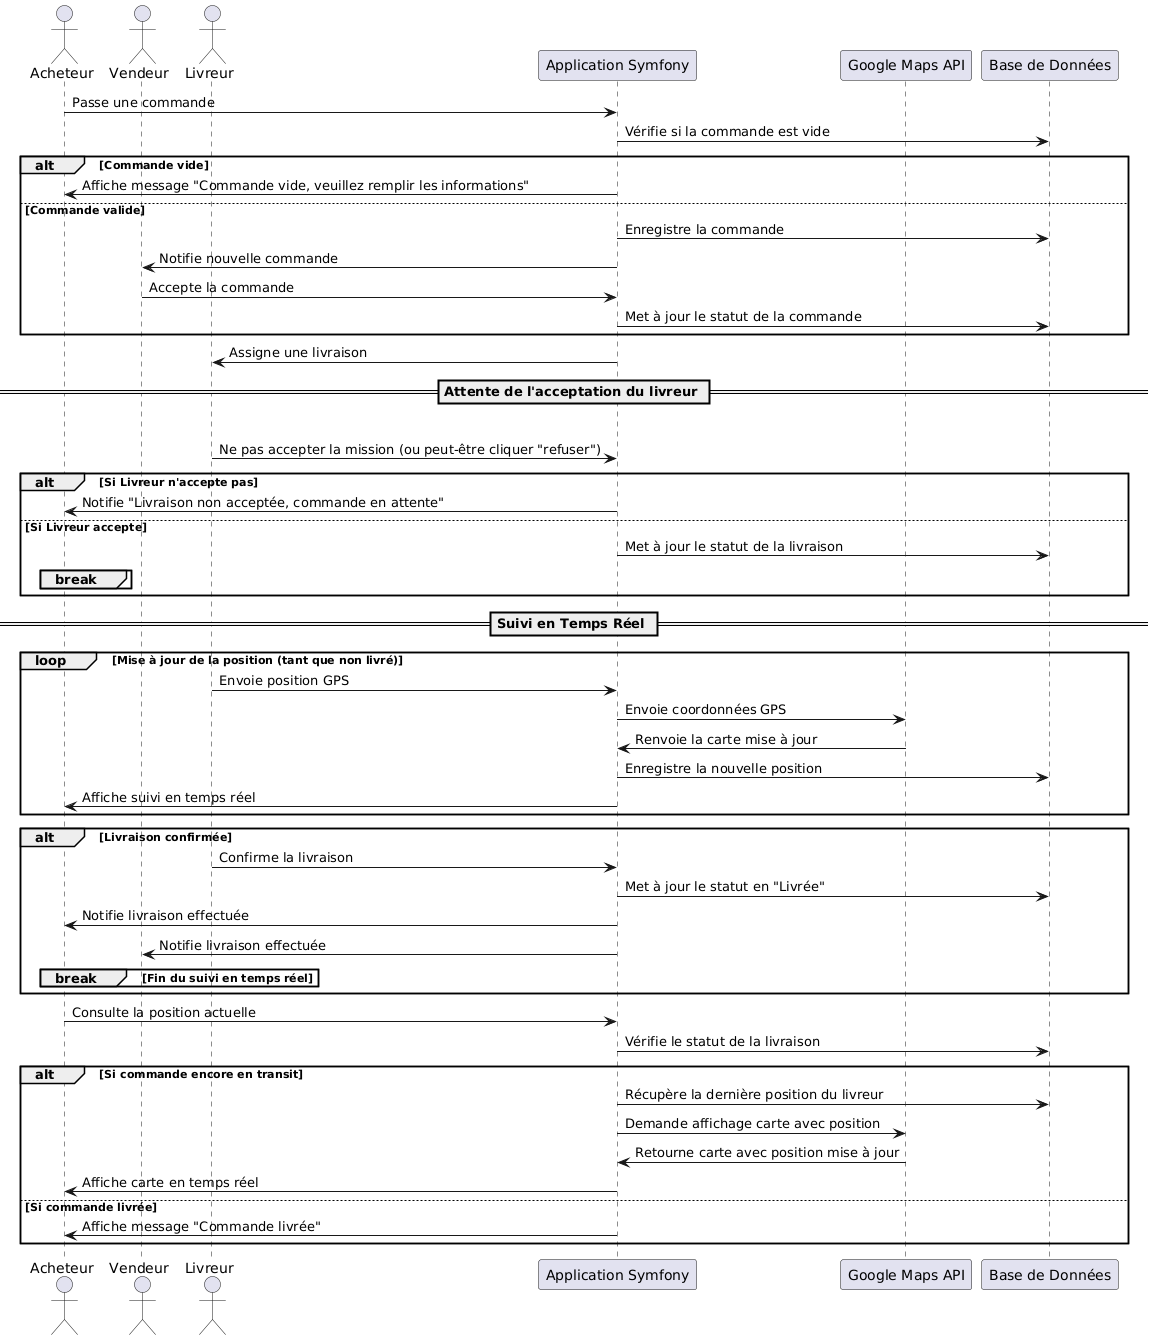 Acheteur
Vendeur
Livreur
Application Symfony
Google Maps API
Base de Données
Passe une commande
Vérifie si la commande est vide
alt [Commande vide]
Affiche message "Commande vide, veuillez remplir les informations"
[Commande valide]
Enregistre la commande
Notifie nouvelle commande
Accepte la commande
Met à jour le statut de la commande
Assigne une livraison
Attente de l'acceptation du livreur
Ne pas accepter la mission (ou peut-être cliquer "refuser")
alt [Si Livreur n'accepte pas]
Notifie "Livraison non acceptée, commande en attente"
[Si Livreur accepte]
Met à jour le statut de la livraison
break
Suivi en Temps Réel
loop [Mise à jour de la position (tant que non livré)]
Envoie position GPS
Envoie coordonnées GPS
Renvoie la carte mise à jour
Enregistre la nouvelle position
Affiche suivi en temps réel
alt [Livraison confirmée]
Confirme la livraison
Met à jour le statut en "Livrée"
Notifie livraison effectuée
Notifie livraison effectuée
break [Fin du suivi en temps réel]
Consulte la position actuelle
Vérifie le statut de la livraison
alt [Si commande encore en transit]
Récupère la dernière position du livreur
Demande affichage carte avec position
Retourne carte avec position mise à jour
Affiche carte en temps réel
[Si commande livrée]
Affiche message "Commande livrée"
Acheteur
Vendeur
Livreur
Application Symfony
Google Maps API
Base de Données